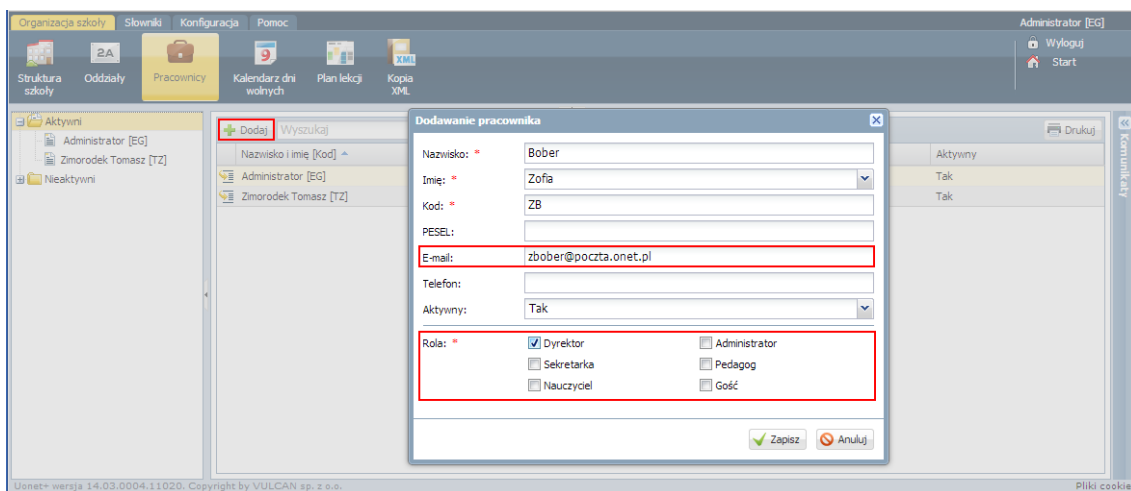 Organizacja szkoły Słowniki Konfiguracja Pomoc Administrator [EG]
Wyloguj
Start
2A 9 XML
Struktura szkoły Oddziały Pracownicy Kalendarz dni wolnych Plan lekcji Kopia XML
Aktywni
Administrator [EG]
Zimorodek Tomasz [TZ]
Nieaktywni
Dodaj Wyszukaj Drukuj
Nazwisko i imię [Kod] Aktywny
Administrator [EG] Tak
Zimorodek Tomasz [TZ] Tak
Komunikaty
Dodawanie pracownika
Nazwisko: * Bober
Imię: * Zofia
Kod: * ZB
PESEL:
E-mail: zbober@poczta.onet.pl
Telefon:
Aktywny: Tak
Rola: * Dyrektor Administrator
Sekretarka Pedagog
Nauczyciel Gość
Zapisz Anuluj
Uonet+ wersja 14.03.0004.11020. Copyright by VULCAN sp. z o.o. Pliki cookie